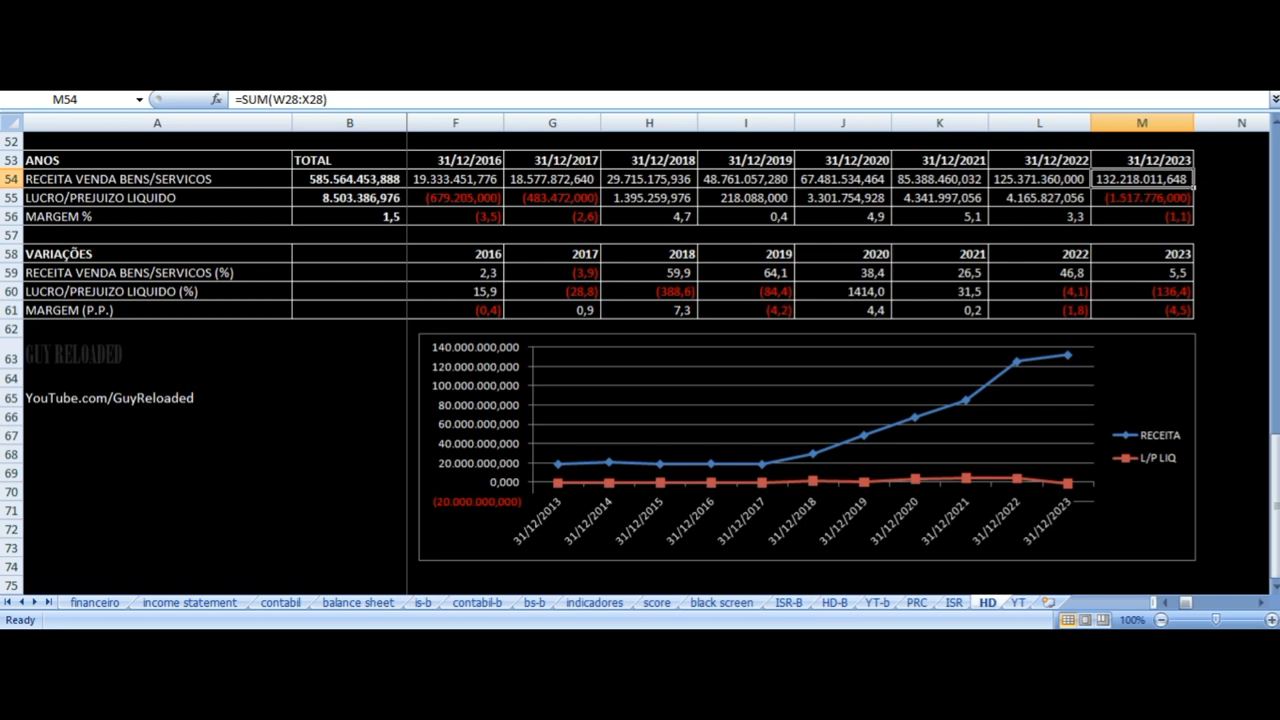 M54 fx =SUM(W28:X28)
A B F G H I J K L M N
52
53 ANOS TOTAL 31/12/2016 31/12/2017 31/12/2018 31/12/2019 31/12/2020 31/12/2021 31/12/2022 31/12/2023
54 RECEITA VENDA BENS/SERVICOS 585.564.453,888 19.333.451,776 18.577.872,640 29.715.175,936 48.761.057,280 67.481.534,464 85.388.460,032 125.371.360,000 132.218.011,648
55 LUCRO/PREJUIZO LIQUIDO 8.503.386,976 (679.205,000) (483.472,000) 1.395.259,976 218.088,000 3.301.754,928 4.341.997,056 4.165.827,056 (1.517.776,000)
56 MARGEM % 1,5 (3,5) (2,6) 4,7 0,4 4,9 5,1 3,3 (1,1)
57
58 VARIAÇÕES 2016 2017 2018 2019 2020 2021 2022 2023
59 RECEITA VENDA BENS/SERVICOS (%) 2,3 (3,9) 59,9 64,1 38,4 26,5 46,8 5,5
60 LUCRO/PREJUIZO LIQUIDO (%) 15,9 (28,8) (388,6) (84,4) 1414,0 31,5 (4,1) (136,4)
61 MARGEM (P.P.) (0,4) 0,9 7,3 (4,2) 4,4 0,2 (1,8) (4,5)
62
63 GUY RELOADED
64
65 YouTube.com/GuyReloaded
66
67
68
69
70
71
72
73
74
75
140.000.000,000
120.000.000,000
100.000.000,000
80.000.000,000
60.000.000,000
40.000.000,000
20.000.000,000
0,000
(20.000.000,000)
31/12/2013 31/12/2014 31/12/2015 31/12/2016 31/12/2017 31/12/2018 31/12/2019 31/12/2020 31/12/2021 31/12/2022 31/12/2023
RECEITA
L/P LIQ
financeiro income statement contabil balance sheet is-b contabil-b bs-b indicadores score black screen ISR-B HD-B YT-b PRC ISR HD YT
Ready 100%